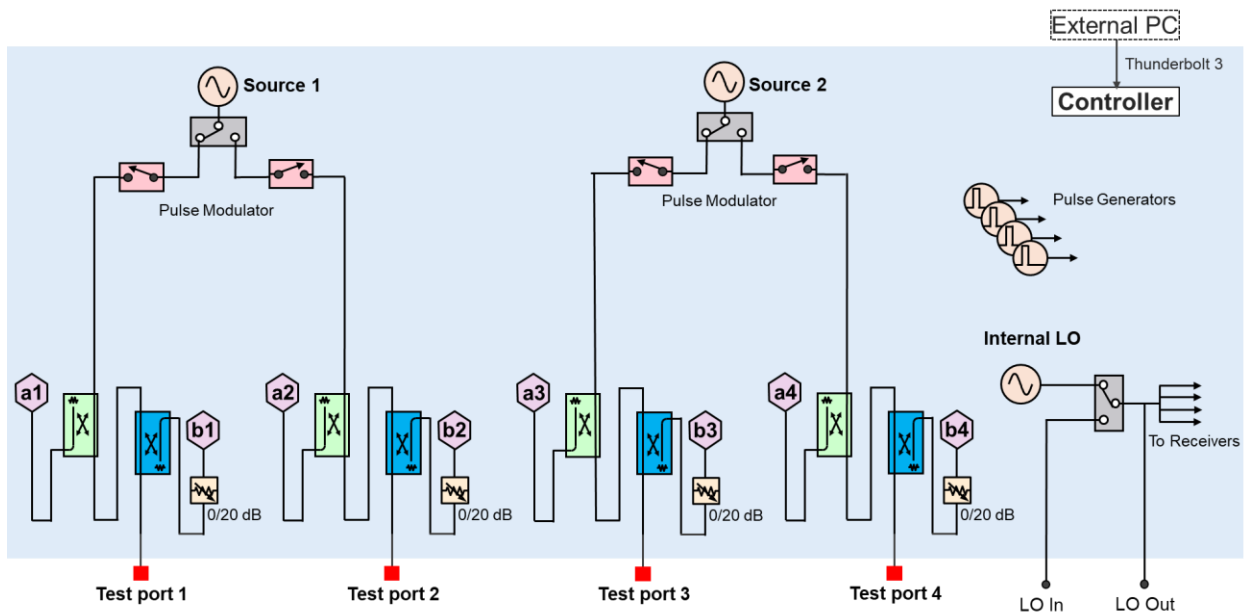 External PC
Thunderbolt 3
Controller
Source 1
Source 2
Pulse Modulator
Pulse Modulator
Pulse Generators
Internal LO
To Receivers
a1
b1
a2
b2
a3
b3
a4
b4
0/20 dB
0/20 dB
0/20 dB
0/20 dB
Test port 1
Test port 2
Test port 3
Test port 4
LO In
LO Out